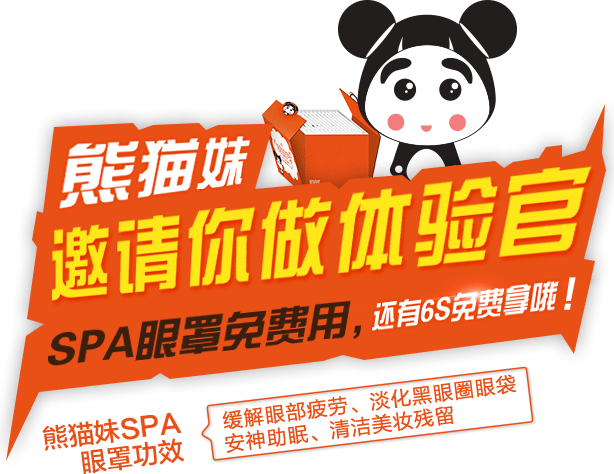 熊猫妹
邀请你做体验官
SPA眼罩免费用，还有6S免费拿哦！
熊猫妹SPA
眼罩功效
缓解眼部疲劳、淡化黑眼圈眼袋
安神助眠、清洁美妆残留